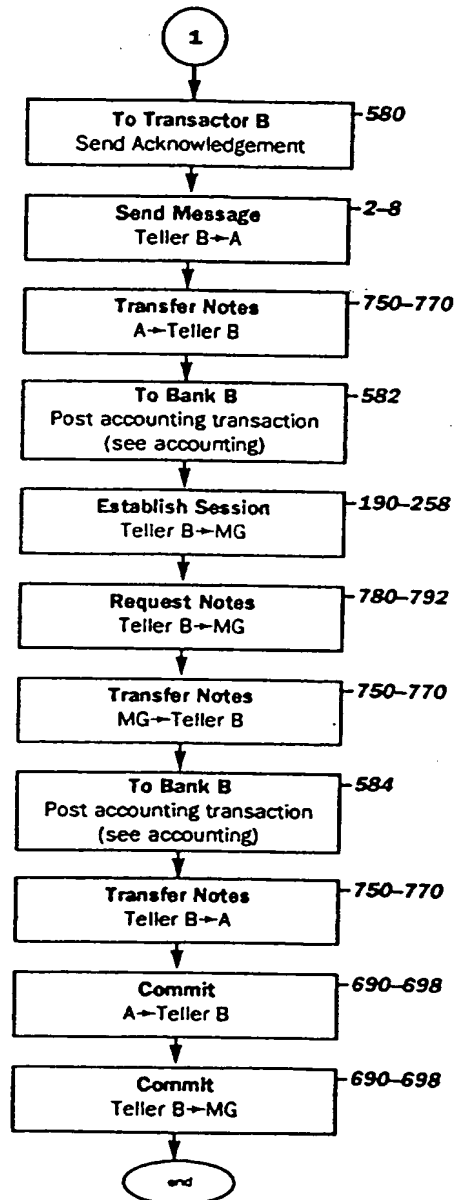 1
To Transactor B
Send Acknowledgement
580
Send Message
Teller B→A
2–8
Transfer Notes
A→Teller B
750–770
To Bank B
Post accounting transaction
(see accounting)
582
Establish Session
Teller B→MG
190–258
Request Notes
Teller B→MG
780–792
Transfer Notes
MG→Teller B
750–770
To Bank B
Post accounting transaction
(see accounting)
584
Transfer Notes
Teller B→A
750–770
Commit
A→Teller B
690–698
Commit
Teller B→MG
690–698
end